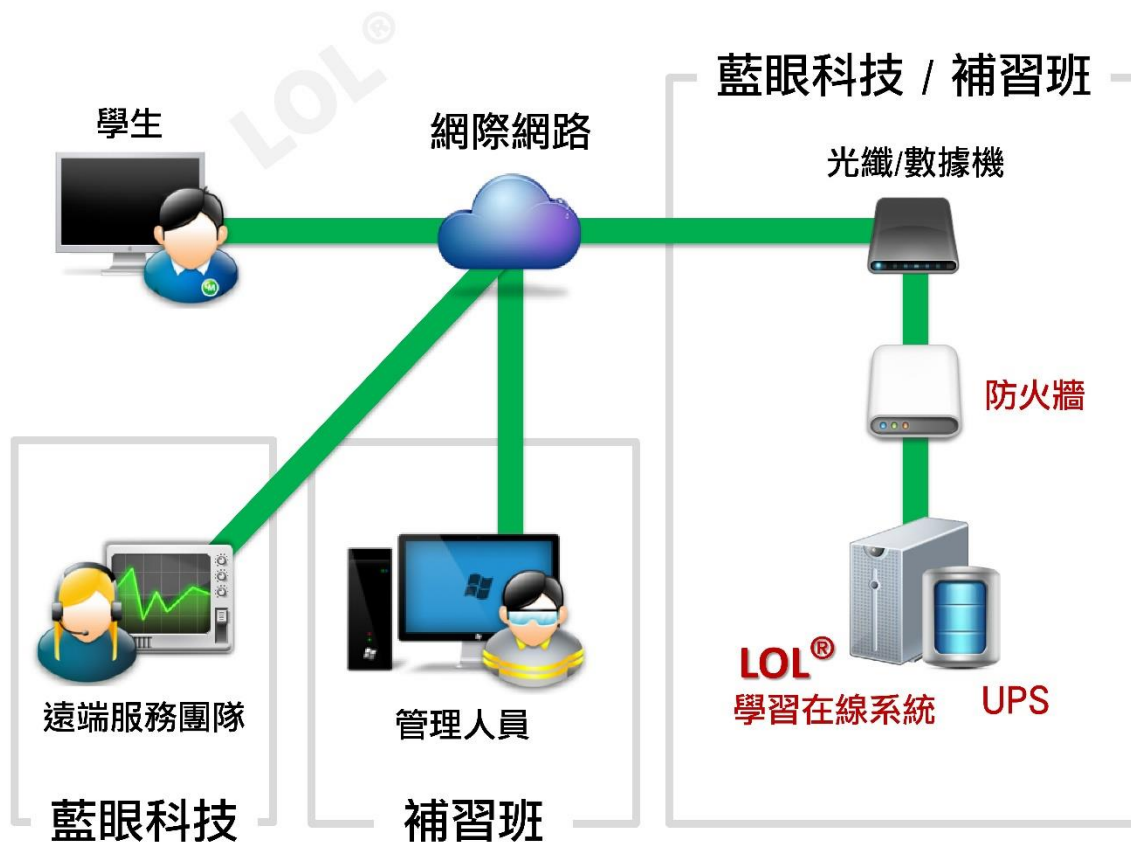 LOL®
藍眼科技 / 補習班
學生
網際網路
光纖/數據機
防火牆
LOL®
學習在線系統
UPS
遠端服務團隊
管理人員
藍眼科技
補習班